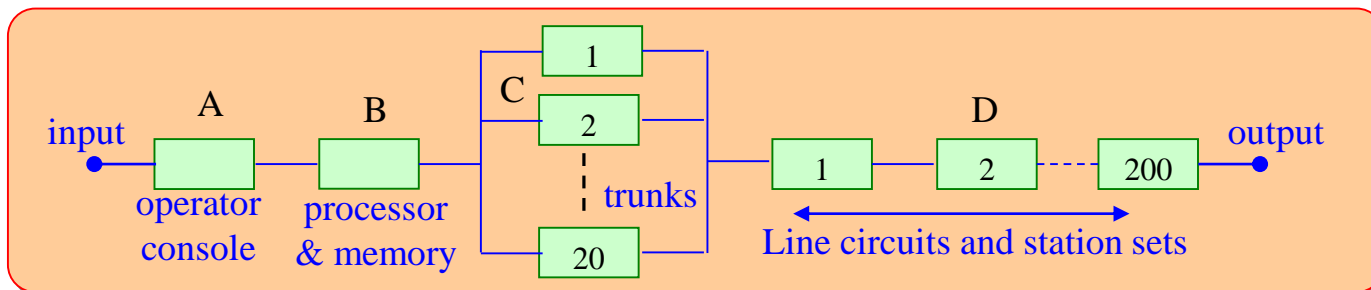 input
A
operator
console
B
processor
& memory
C
1
2
20
trunks
D
1
2
200
Line circuits and station sets
output